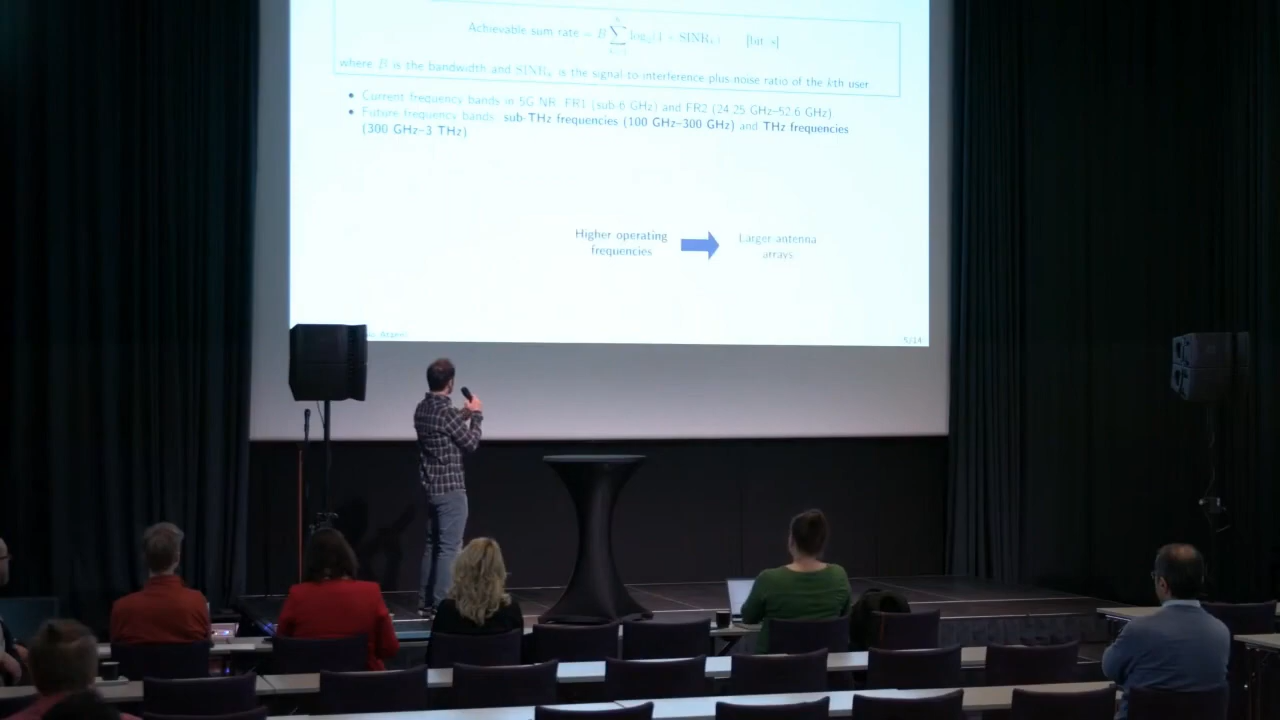 Achievable sum rate = B ∑ log₂(1 + SINRₖ) [bit/s]
where B is the bandwidth and SINRₖ is the signal-to-interference-plus-noise ratio of the kth user
• Current frequency bands in 5G NR: FR1 (sub-6 GHz) and FR2 (24.25 GHz–52.6 GHz)
• Future frequency bands: sub-THz frequencies (100 GHz–300 GHz) and THz frequencies
(300 GHz–3 THz)
Higher operating
frequencies
Larger antenna
arrays
5/14